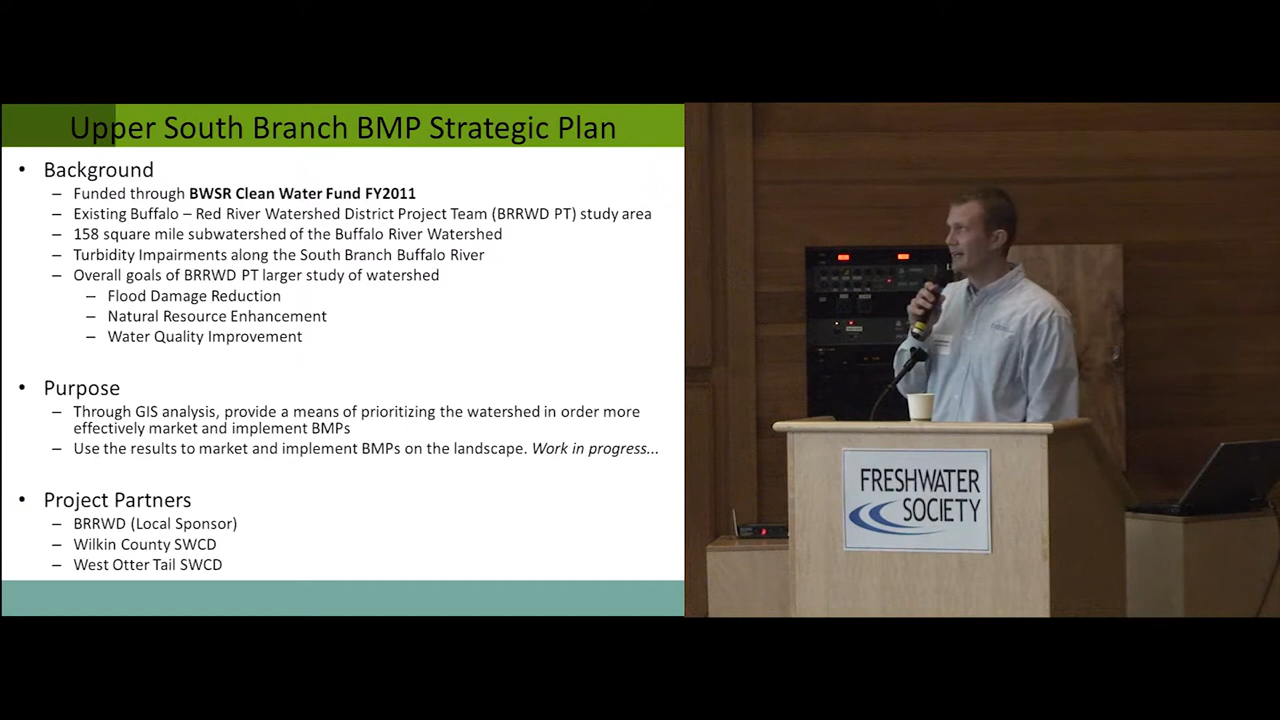 Upper South Branch BMP Strategic Plan
• Background
– Funded through BWSR Clean Water Fund FY2011
– Existing Buffalo – Red River Watershed District Project Team (BRRWD PT) study area
– 158 square mile subwatershed of the Buffalo River Watershed
– Turbidity Impairments along the South Branch Buffalo River
– Overall goals of BRRWD PT larger study of watershed
– Flood Damage Reduction
– Natural Resource Enhancement
– Water Quality Improvement
• Purpose
– Through GIS analysis, provide a means of prioritizing the watershed in order more
effectively market and implement BMPs
– Use the results to market and implement BMPs on the landscape. Work in progress...
• Project Partners
– BRRWD (Local Sponsor)
– Wilkin County SWCD
– West Otter Tail SWCD
FRESHWATER
SOCIETY